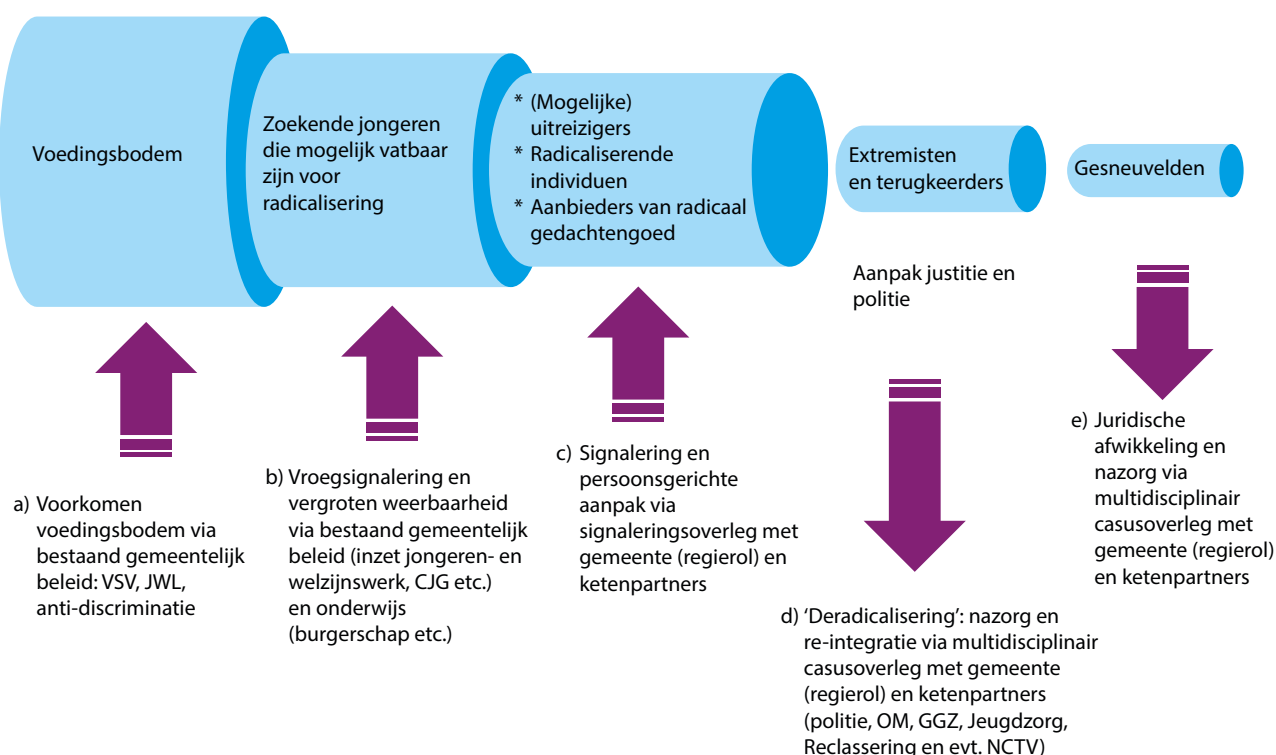 Voedingsbodem
Zoekende jongeren
die mogelijk vatbaar
zijn voor
radicalisering
* (Mogelijke)
uitreizigers
* Radicaliserende
individuen
* Aanbieders van radicaal
gedachtengoed
Extremisten
en terugkeerders
Gesneuvelden
Aanpak justitie en
politie
a) Voorkomen
voedingsbodem via
bestaand gemeentelijk
beleid: VSV, JWL,
anti-discriminatie
b) Vroegsignalering en
vergroten weerbaarheid
via bestaand gemeentelijk
beleid (inzet jongeren- en
welzijnswerk, CJG etc.)
en onderwijs
(burgerschap etc.)
c) Signalering en
persoonsgerichte
aanpak via
signaleringsoverleg met
gemeente (regierol) en
ketenpartners
d) 'Deradicalisering': nazorg en
re-integratie via multidisciplinair
casusoverleg met gemeente
(regierol) en ketenpartners
(politie, OM, GGZ, Jeugdzorg,
Reclassering en evt. NCTV)
e) Juridische
afwikkeling en
nazorg via
multidisciplinair
casusoverleg met
gemeente (regierol)
en ketenpartners